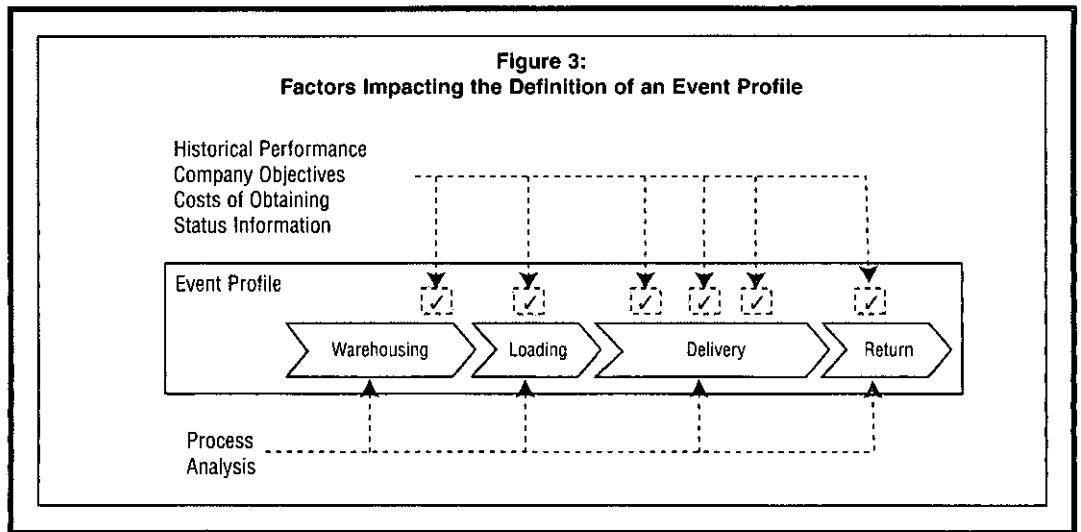 Figure 3:
Factors Impacting the Definition of an Event Profile
Historical Performance
Company Objectives
Costs of Obtaining
Status Information
Event Profile
Warehousing
Loading
Delivery
Return
Process
Analysis